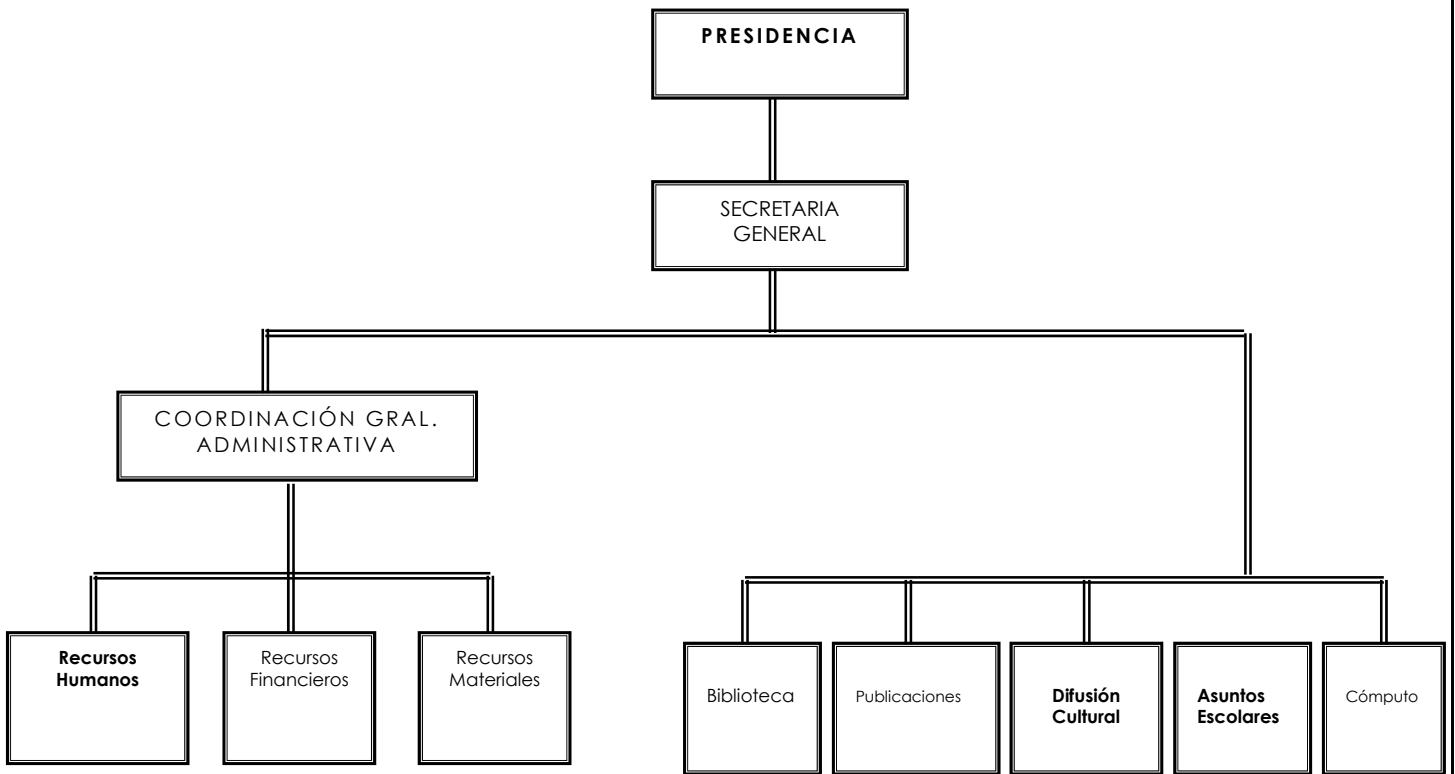 PRESIDENCIA
SECRETARIA
GENERAL
COORDINACIÓN GRAL.
ADMINISTRATIVA
Recursos
Humanos
Recursos
Financieros
Recursos
Materiales
Biblioteca
Publicaciones
Difusión
Cultural
Asuntos
Escolares
Cómputo